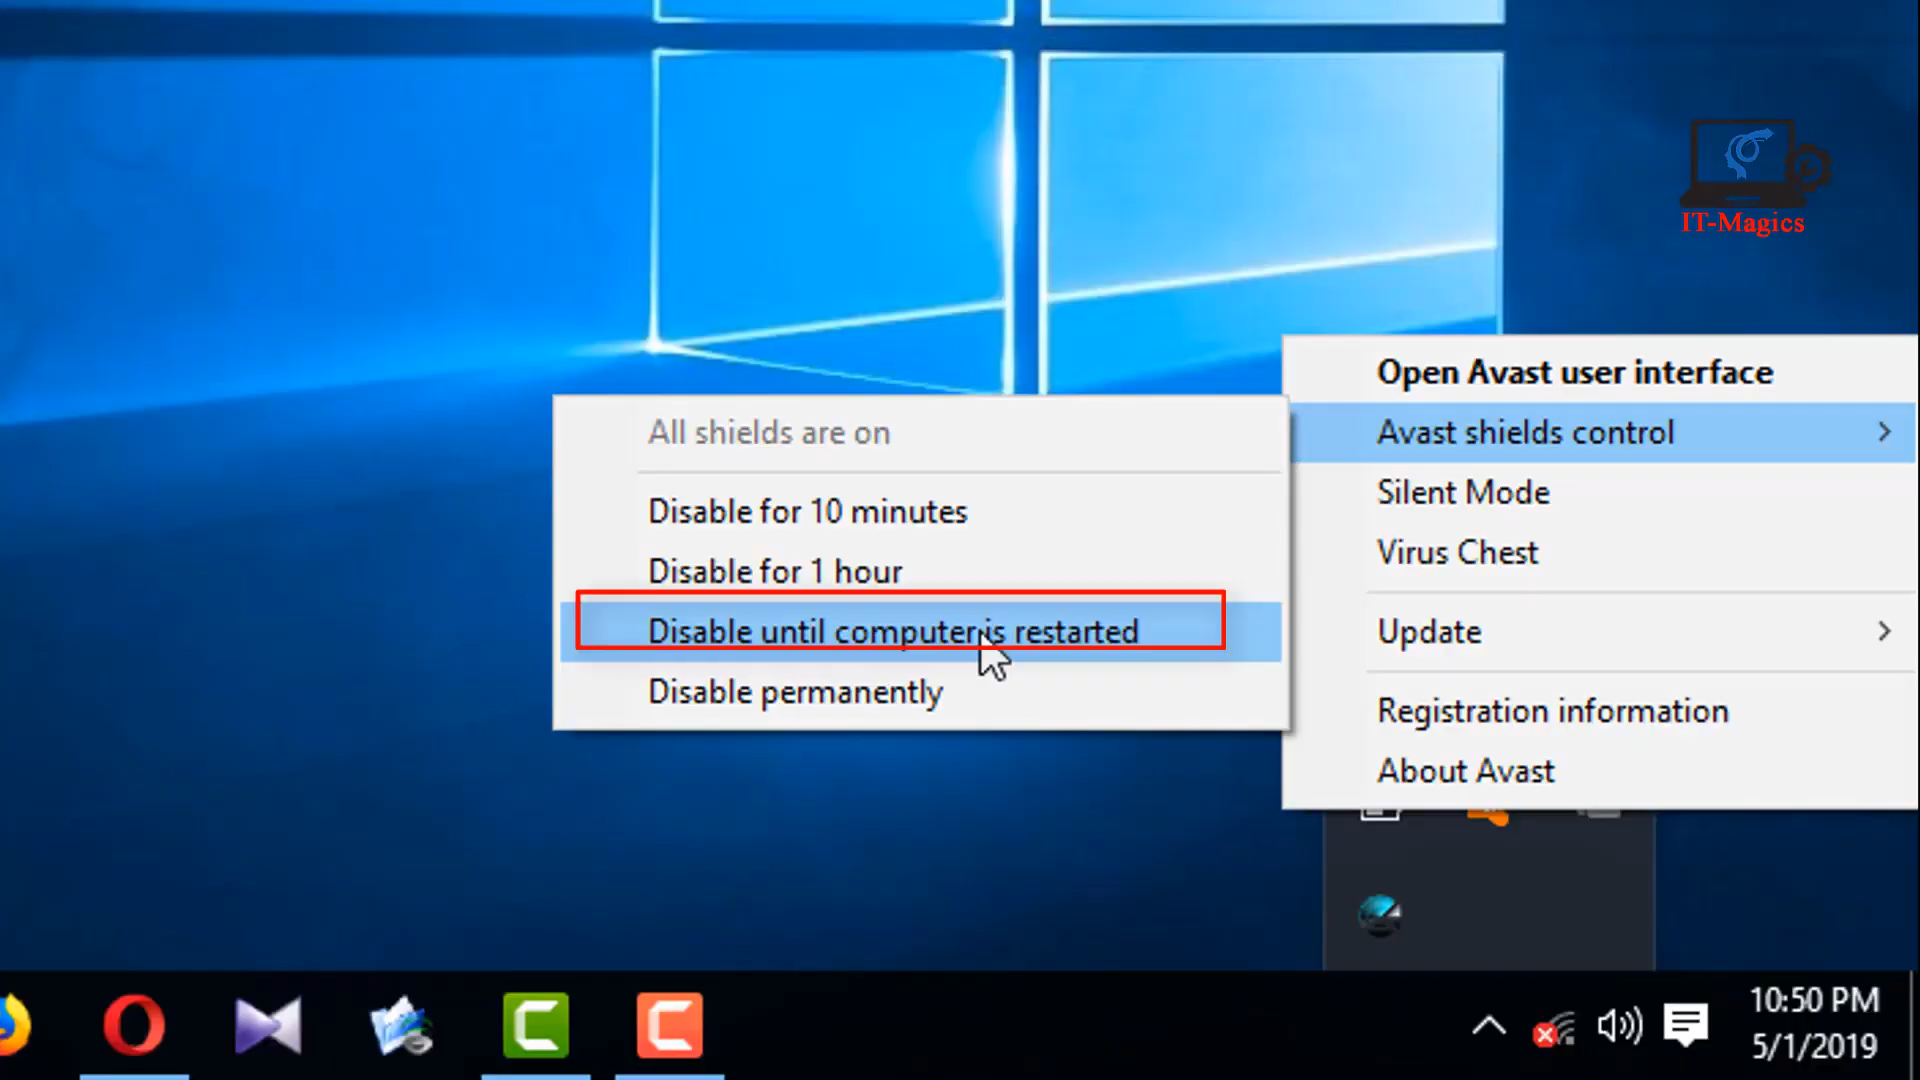 IT-Magics
Open Avast user interface
Avast shields control
Silent Mode
Virus Chest
Update
Registration information
About Avast
All shields are on
Disable for 10 minutes
Disable for 1 hour
Disable until computer is restarted
Disable permanently
10:50 PM
5/1/2019